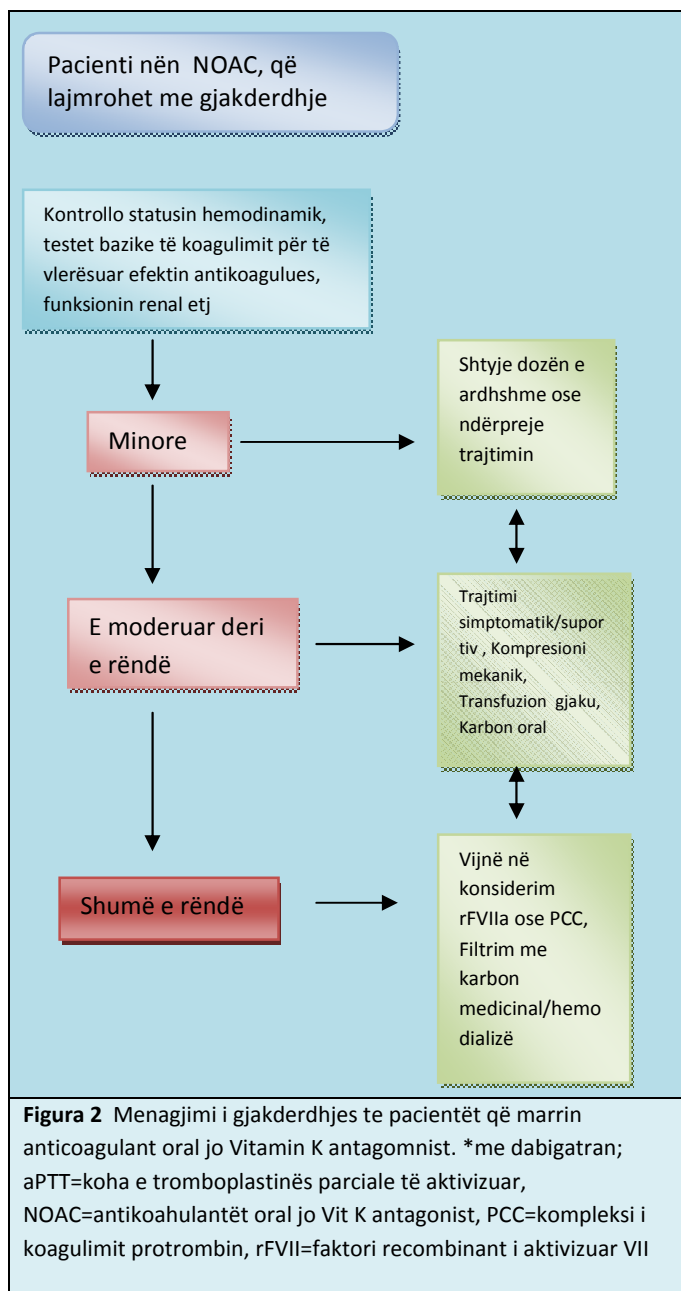 Pacienti nën  NOAC, që
lajmrohet me gjakderdhje
Kontrollo statusin hemodinamik,
testet bazike të koagulimit për të
vlerësuar efektin antikoagulues,
funksionin renal etj
Minore
Shtyje dozën e
ardhshme ose
ndërpreje
trajtimin
E moderuar deri
e rëndë
Trajtimi
simptomatik/supor
tiv , Kompresioni
mekanik,
Transfuzion  gjaku,
Karbon oral
Shumë e rëndë
Vijnë në
konsiderim
rFVIIa ose PCC,
Filtrim me
karbon
medicinal/hemo
dializë
Figura 2  Menagjimi i gjakderdhjes te pacientët që marrin
anticoagulant oral jo Vitamin K antagomnist. *me dabigatran;
aPTT=koha e tromboplastinës parciale të aktivizuar,
NOAC=antikoahulantët oral jo Vit K antagonist, PCC=kompleksi i
koagulimit protrombin, rFVII=faktori recombinant i aktivizuar VII